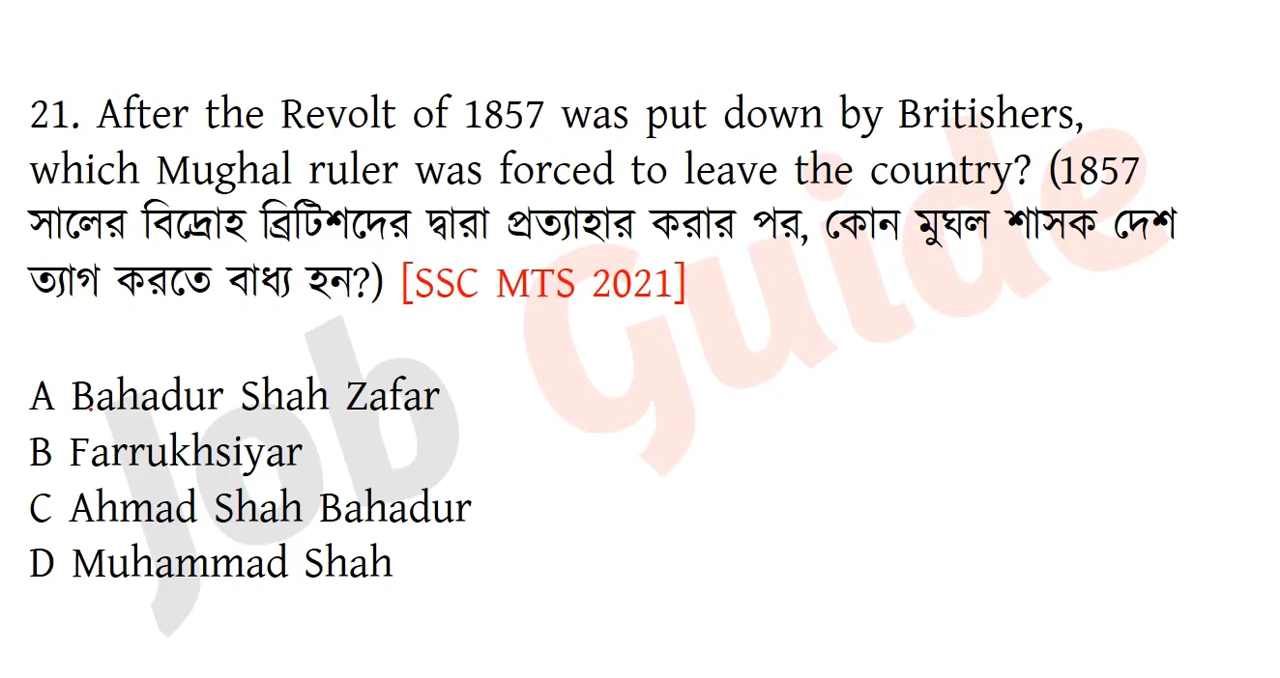 21. After the Revolt of 1857 was put down by Britishers,
which Mughal ruler was forced to leave the country? (1857
সালের বিদ্রোহ ব্রিটিশদের দ্বারা প্রত্যাহার করার পর, কোন মুঘল শাসক দেশ
ত্যাগ করতে বাধ্য হন?) [SSC MTS 2021]
A Bahadur Shah Zafar
B Farrukhsiyar
C Ahmad Shah Bahadur
D Muhammad Shah
Job Guide